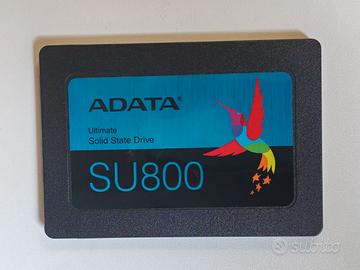 ADATA
Ultimate
Solid State Drive
SU800
subito